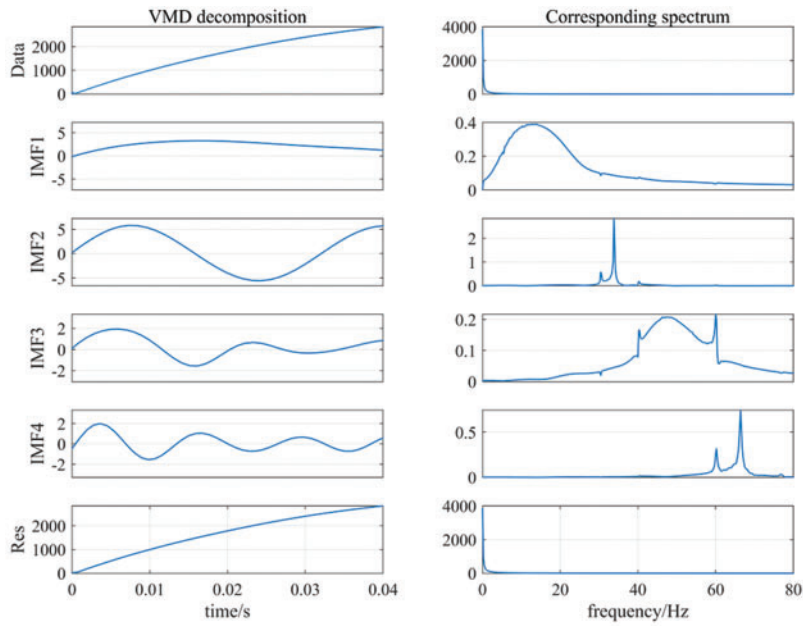 VMD decomposition
Corresponding spectrum
Data
2000
1000
0
4000
2000
0
IMF1
5
0
-5
0.4
0.2
0
IMF2
5
0
-5
2
1
0
IMF3
2
0
-2
0.2
0.1
0
IMF4
2
0
-2
0.5
0
Res
2000
1000
0
4000
2000
0
0 0.01 0.02 0.03 0.04
0 20 40 60 80
time/s
frequency/Hz